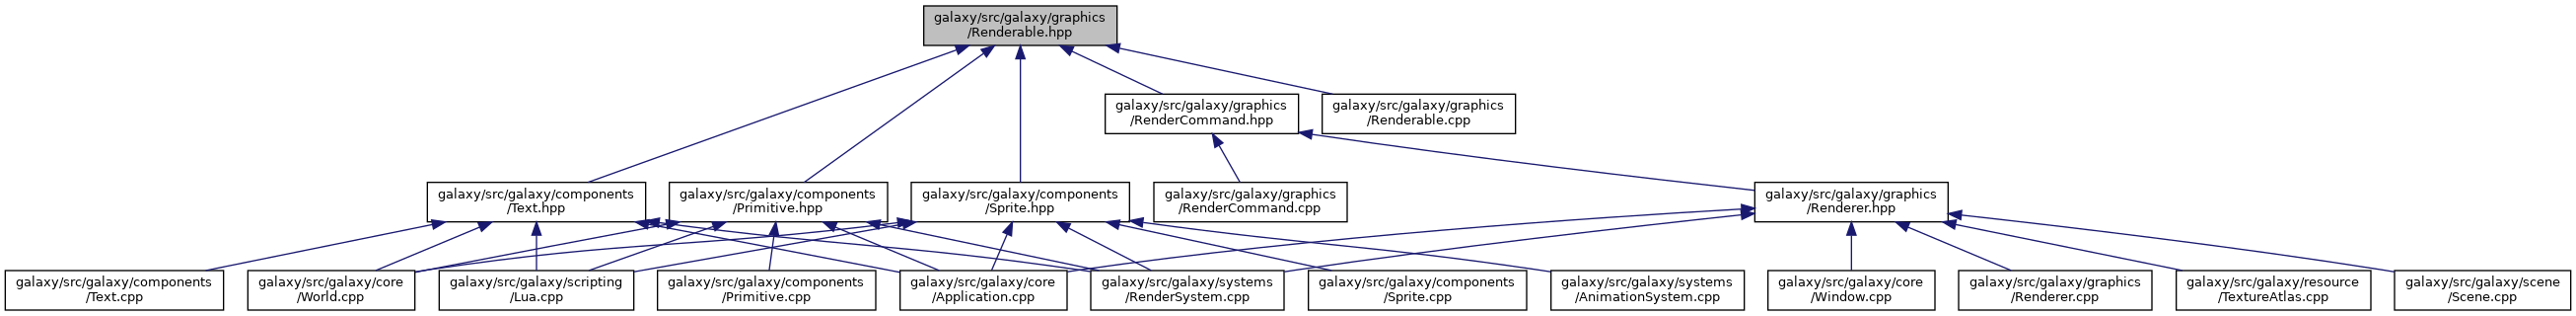 galaxy/src/galaxy/graphics
/Renderable.hpp
galaxy/src/galaxy/graphics
/RenderCommand.hpp
galaxy/src/galaxy/graphics
/Renderable.cpp
galaxy/src/galaxy/components
/Text.hpp
galaxy/src/galaxy/components
/Primitive.hpp
galaxy/src/galaxy/components
/Sprite.hpp
galaxy/src/galaxy/graphics
/RenderCommand.cpp
galaxy/src/galaxy/graphics
/Renderer.hpp
galaxy/src/galaxy/components
/Text.cpp
galaxy/src/galaxy/core
/World.cpp
galaxy/src/galaxy/scripting
/Lua.cpp
galaxy/src/galaxy/components
/Primitive.cpp
galaxy/src/galaxy/core
/Application.cpp
galaxy/src/galaxy/systems
/RenderSystem.cpp
galaxy/src/galaxy/components
/Sprite.cpp
galaxy/src/galaxy/systems
/AnimationSystem.cpp
galaxy/src/galaxy/core
/Window.cpp
galaxy/src/galaxy/graphics
/Renderer.cpp
galaxy/src/galaxy/resource
/TextureAtlas.cpp
galaxy/src/galaxy/scene
/Scene.cpp